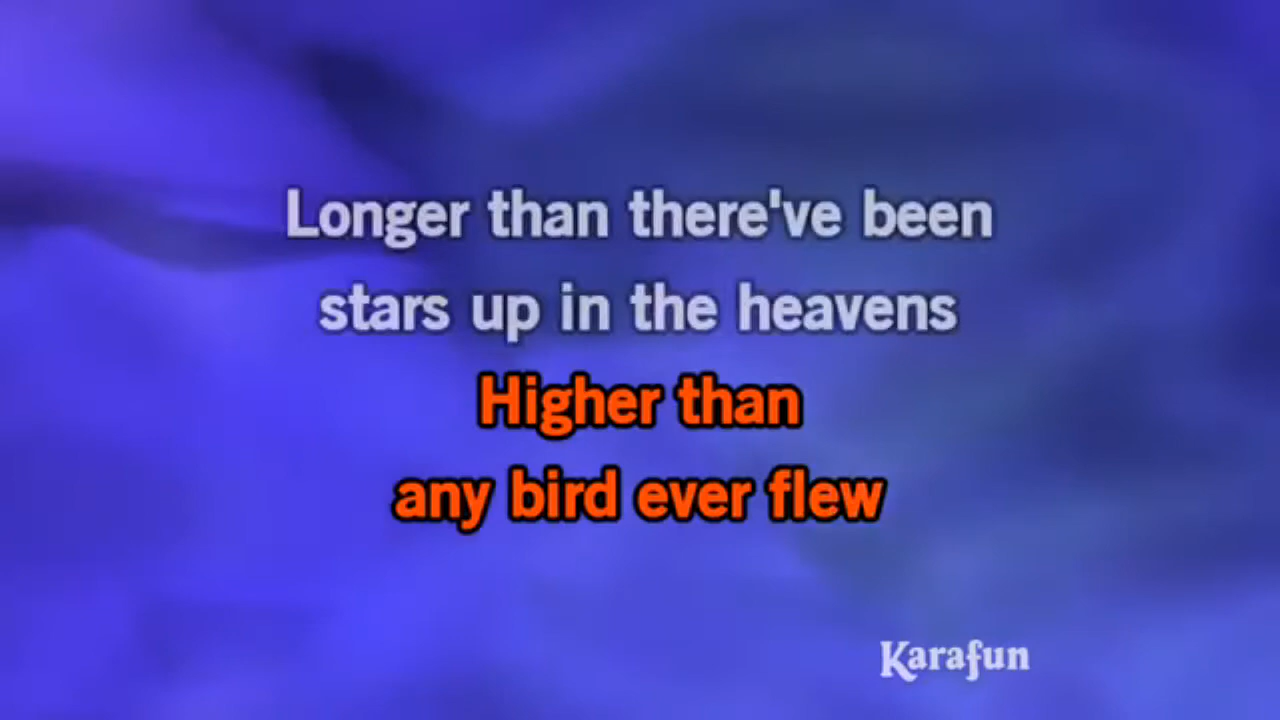 Longer than there've been
stars up in the heavens
Higher than
any bird ever flew
Karafun